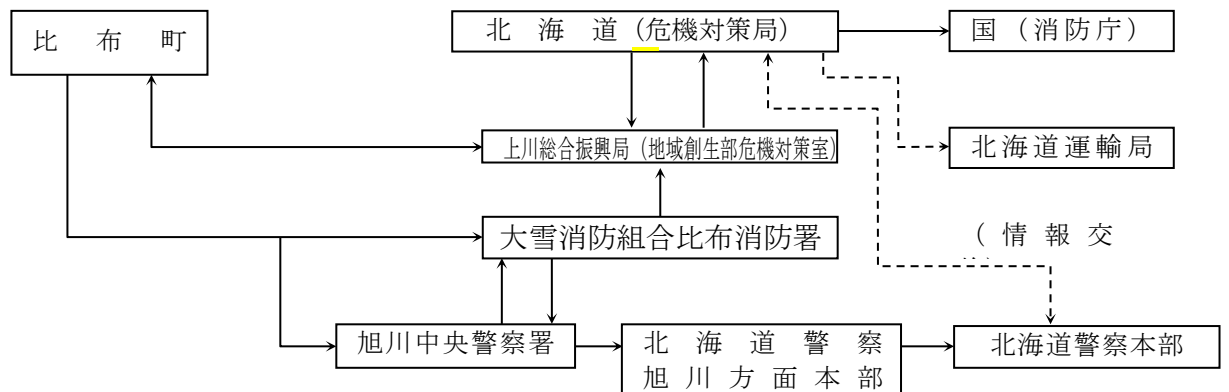 比布町
北海道(危機対策局)
国(消防庁)
上川総合振興局(地域創生部危機対策室)
北海道運輸局
大雪消防組合比布消防署
(情報交
旭川中央警察署
北海道警察
旭川方面本部
北海道警察本部